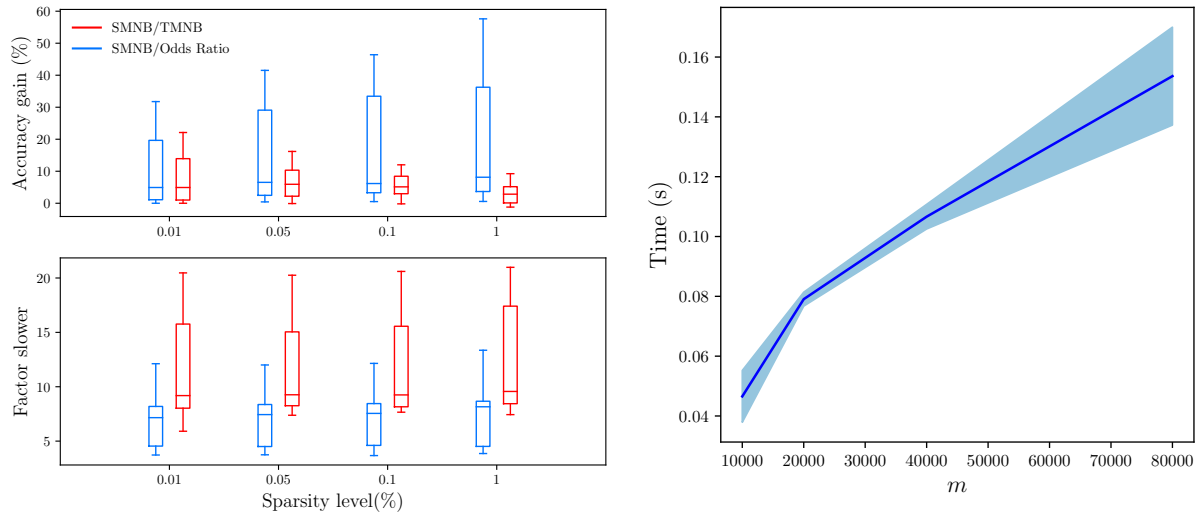 Accuracy gain (%)
60
50
40
30
20
10
0
SMNB/TMNB
SMNB/Odds Ratio
0.01 0.05 0.1 1
Factor slower
20
15
10
5
0.01 0.05 0.1 1
Sparsity level(%)
Time (s)
0.16
0.14
0.12
0.10
0.08
0.06
0.04
10000 20000 30000 40000 50000 60000 70000 80000
m